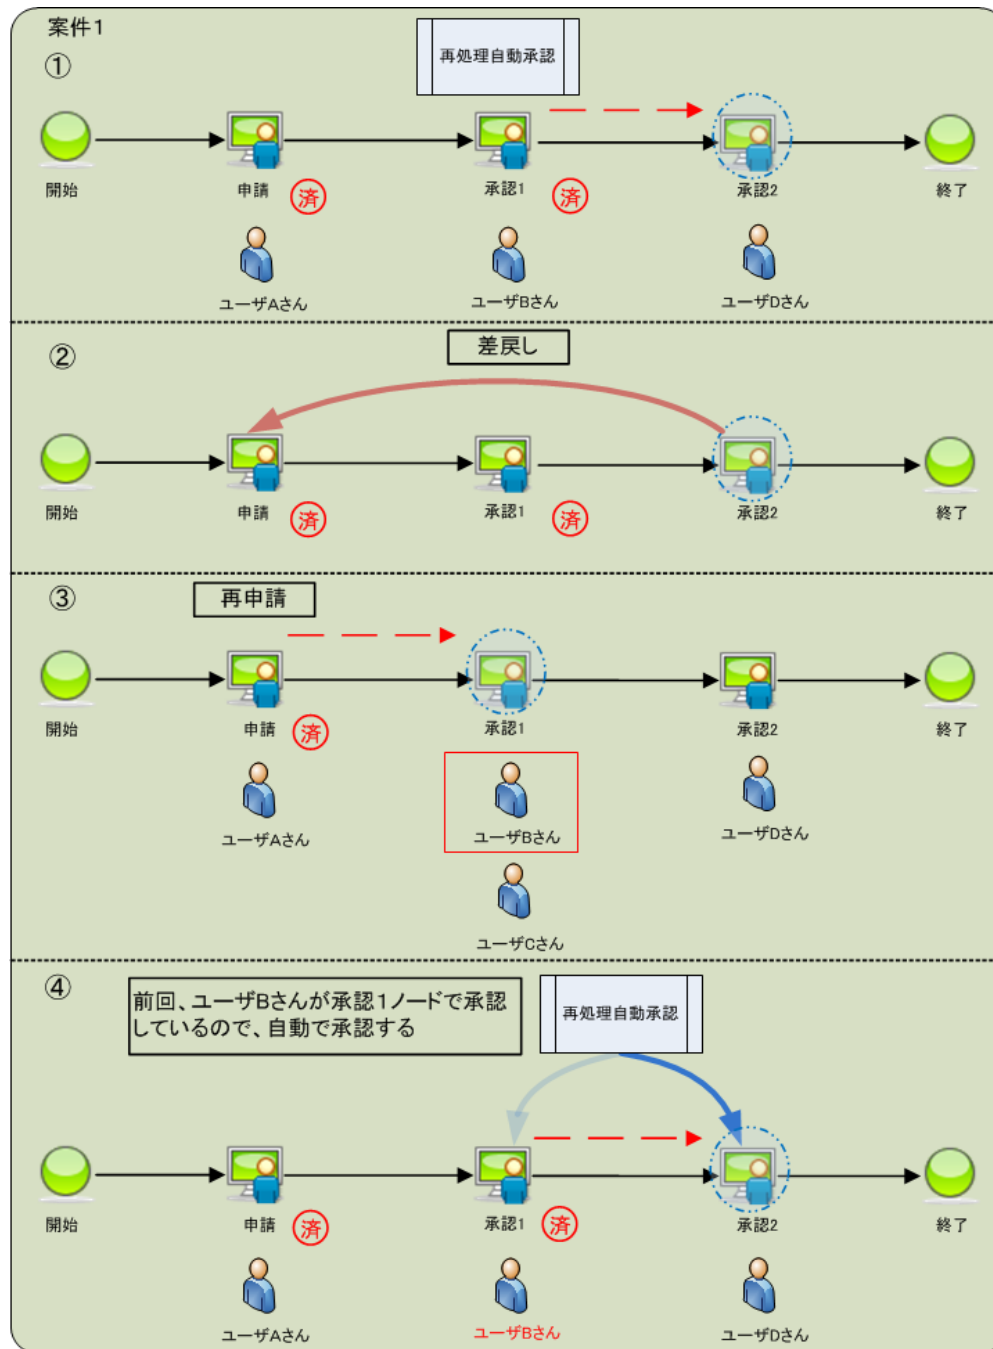 案件1
①
再処理自動承認
開始
申請
済
承認1
済
承認2
終了
ユーザAさん
ユーザBさん
ユーザDさん
②
差戻し
開始
申請
済
承認1
済
承認2
終了
③
再申請
開始
申請
済
承認1
承認2
終了
ユーザAさん
ユーザBさん
ユーザDさん
ユーザCさん
④
前回、ユーザBさんが承認1ノードで承認
しているので、自動で承認する
再処理自動承認
開始
申請
済
承認1
済
承認2
終了
ユーザAさん
ユーザBさん
ユーザDさん